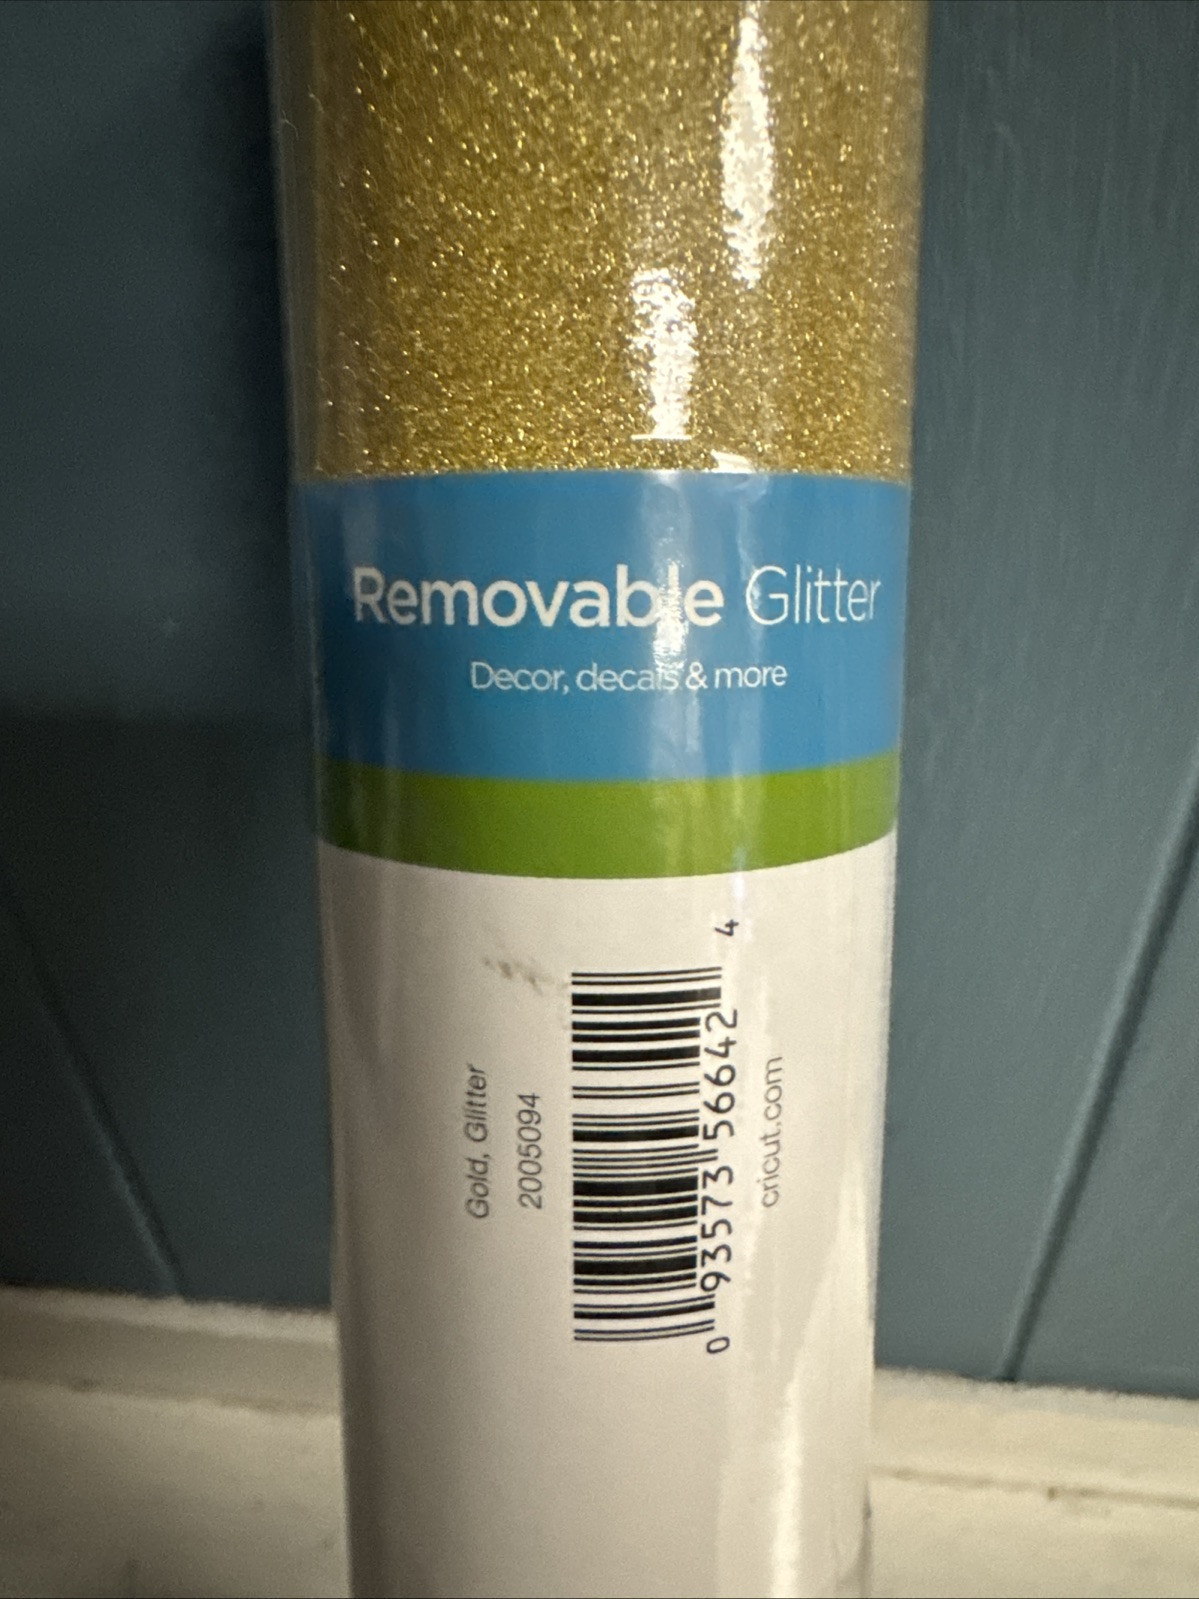 Removable Glitter
Decor, decals & more
Gold, Glitter
2005094
0 93573 56642 4
cricut.com